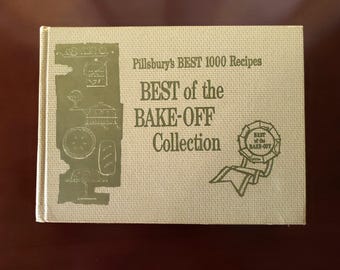 Pillsbury's BEST 1000 Recipes
BEST of the
BAKE-OFF
Collection
BEST
of the
BAKE-OFF